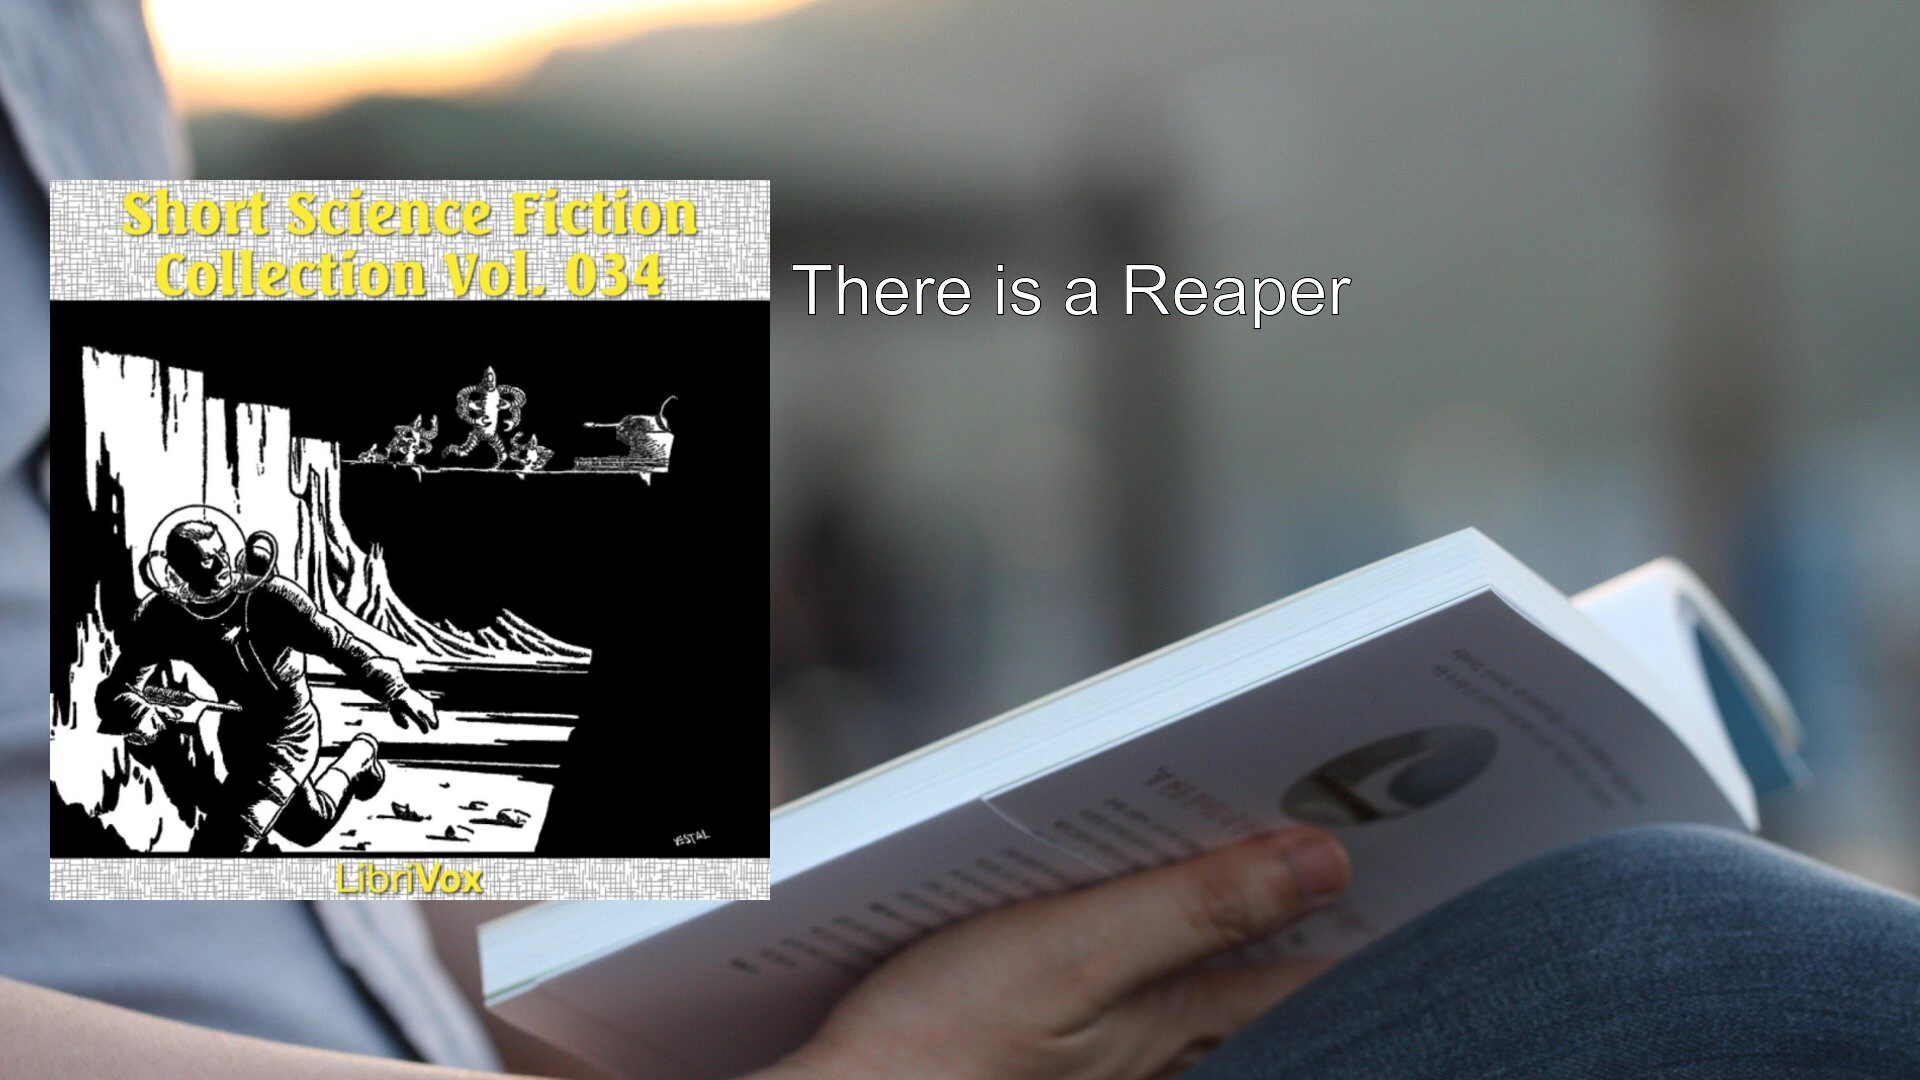 Short Science Fiction
Collection Vol. 034
There is a Reaper
VESTAL
LibriVox